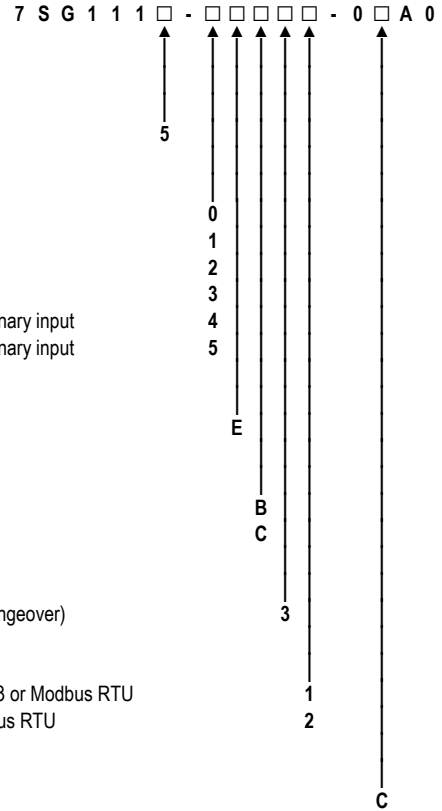 7 S G 1 1 1 □ - □ □ □ □ □ - 0 □ A 0
5
0
1
2
3
nary input 4
nary input 5
E
B
C
ngeover) 3
3 or Modbus RTU 1
us RTU 2
C